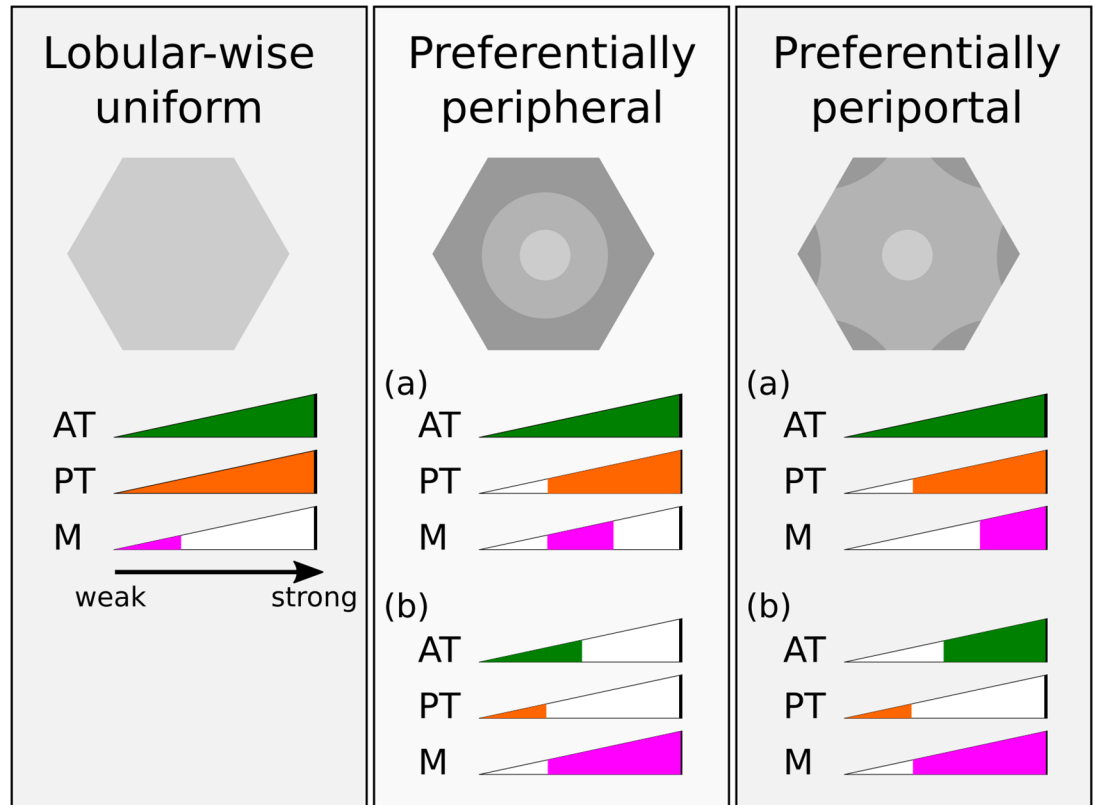 Lobular-wise
uniform
AT
PT
M
weak
strong
Preferentially
peripheral
(a)
AT
PT
M
(b)
AT
PT
M
Preferentially
periportal
(a)
AT
PT
M
(b)
AT
PT
M